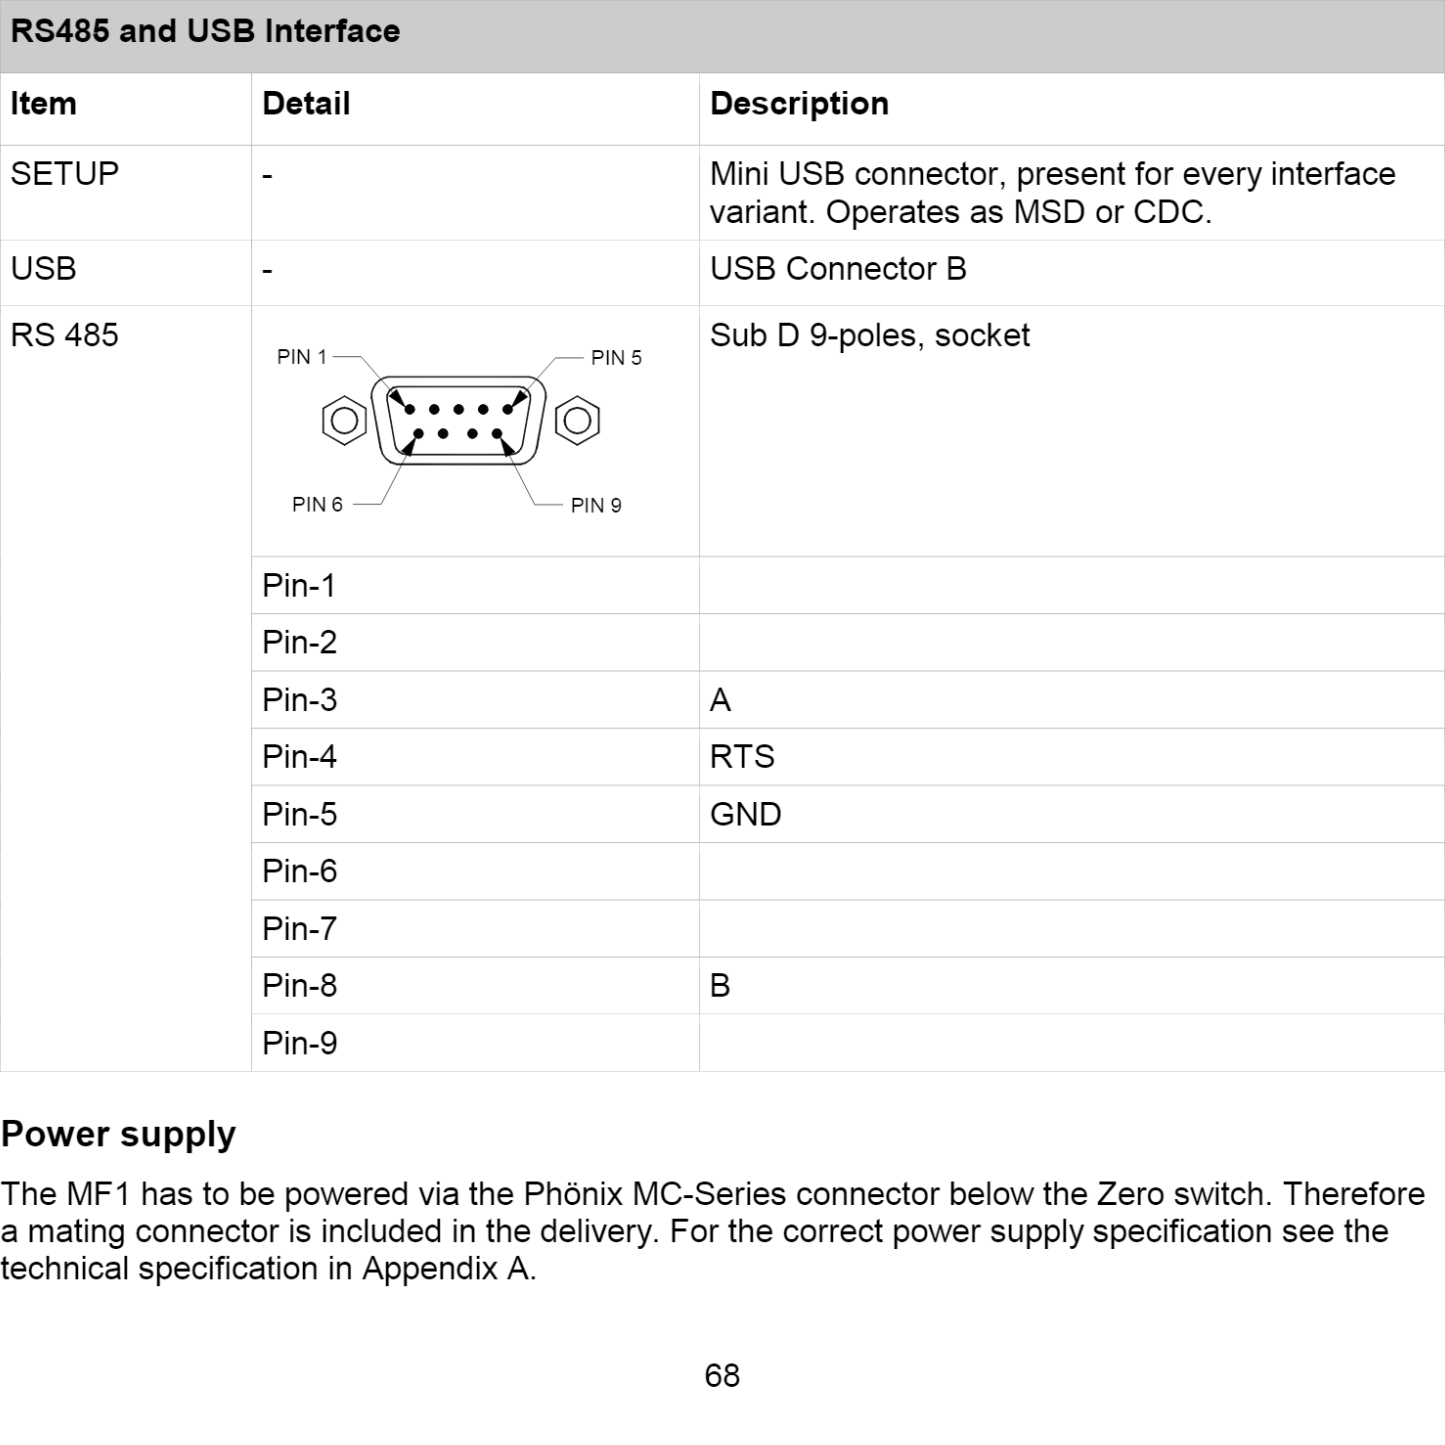 RS485 and USB Interface
Item Detail Description
SETUP - Mini USB connector, present for every interface
variant. Operates as MSD or CDC.
USB - USB Connector B
RS 485 Sub D 9-poles, socket
PIN 1 PIN 5
PIN 6 PIN 9
Pin-1
Pin-2
Pin-3 A
Pin-4 RTS
Pin-5 GND
Pin-6
Pin-7
Pin-8 B
Pin-9
Power supply
The MF1 has to be powered via the Phönix MC-Series connector below the Zero switch. Therefore
a mating connector is included in the delivery. For the correct power supply specification see the
technical specification in Appendix A.
68